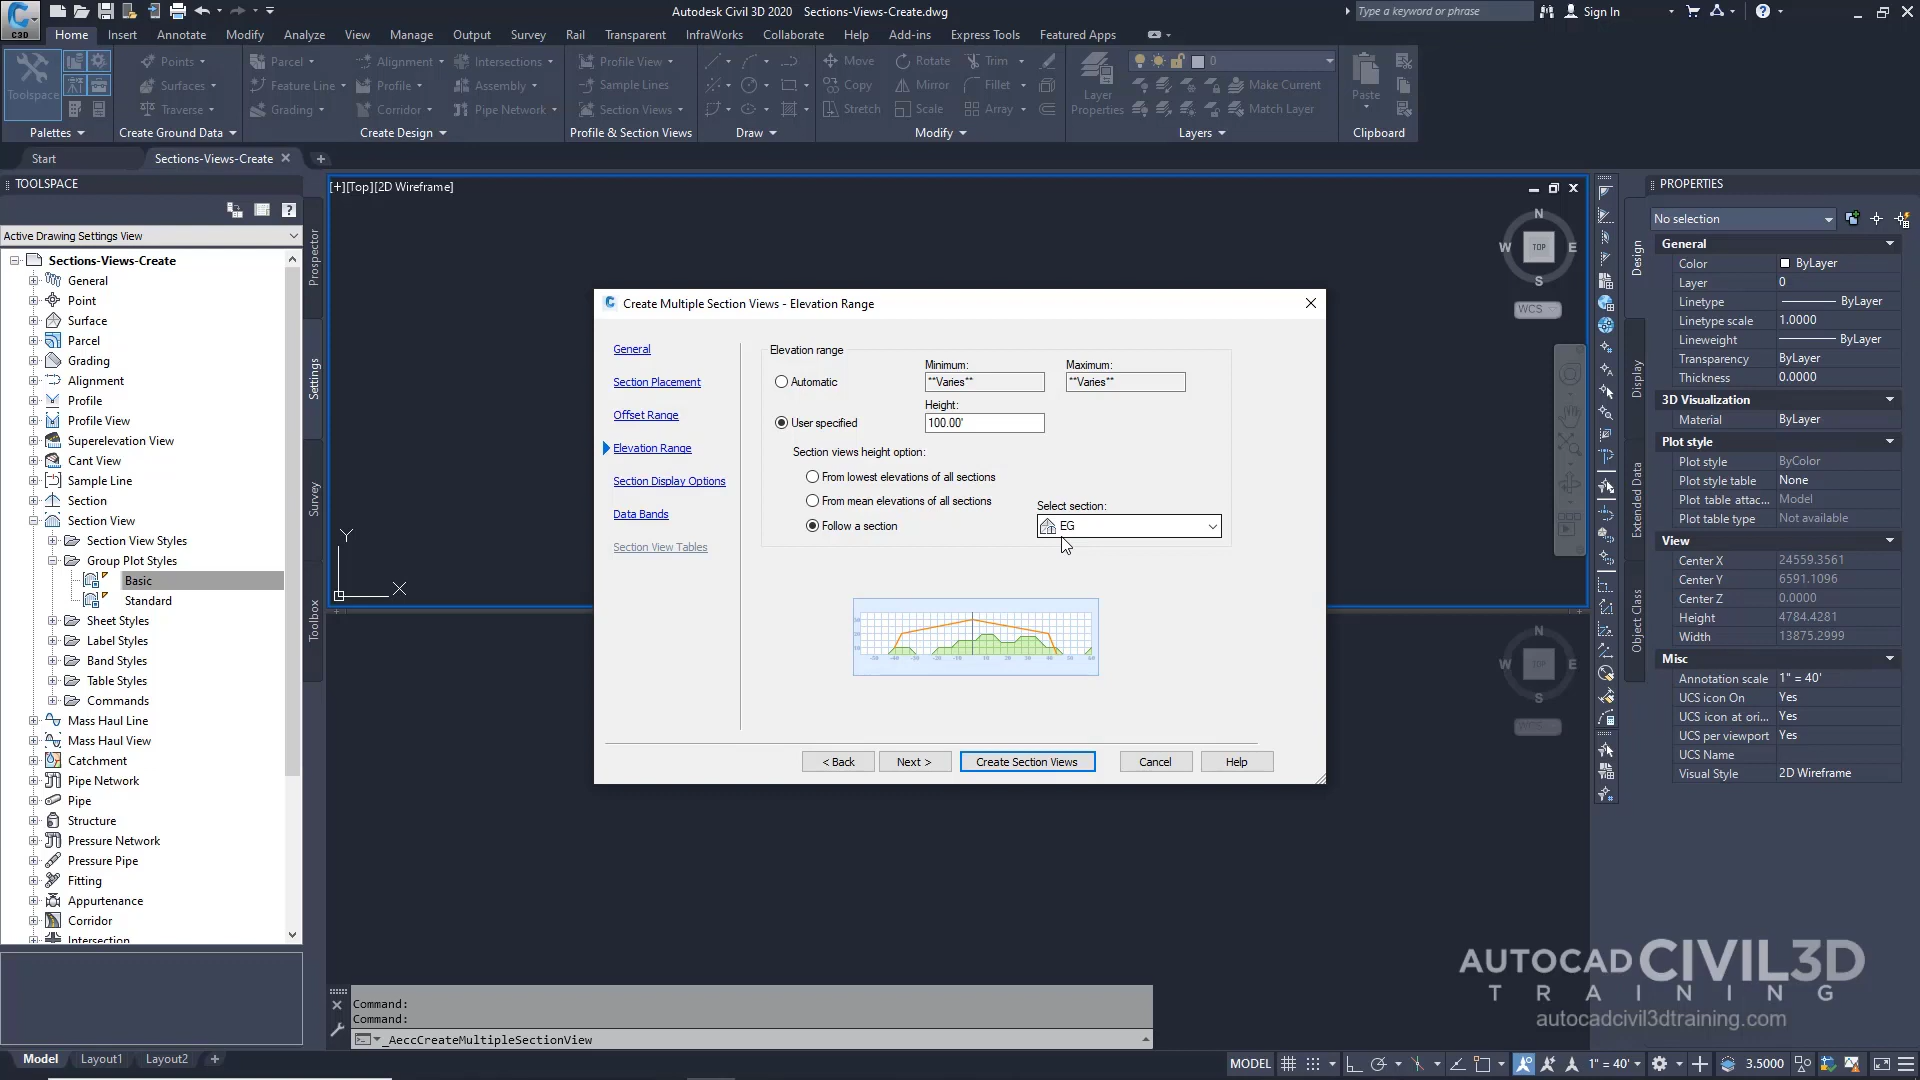 Autodesk Civil 3D 2020 Sections-Views-Create.dwg
Type a keyword or phrase
Sign In
C3D
Home Insert Annotate Modify Analyze View Manage Output Survey Rail Transparent InfraWorks Collaborate Help Add-ins Express Tools Featured Apps
Toolspace
Points
Surfaces
Traverse
Parcel
Feature Line
Grading
Alignment
Profile
Corridor
Intersections
Assembly
Pipe Network
Profile View
Sample Lines
Section Views
Move
Copy
Stretch
Rotate
Mirror
Scale
Trim
Fillet
Array
Layer
Properties
0
Make Current
Match Layer
Paste
Palettes Create Ground Data Create Design Profile & Section Views Draw Modify Layers Clipboard
Start Sections-Views-Create
TOOLSPACE
Active Drawing Settings View
Sections-Views-Create
General
Point
Surface
Parcel
Grading
Alignment
Profile
Profile View
Superelevation View
Cant View
Sample Line
Section
Section View
Section View Styles
Group Plot Styles
Basic
Standard
Sheet Styles
Label Styles
Band Styles
Table Styles
Commands
Mass Haul Line
Mass Haul View
Catchment
Pipe Network
Pipe
Structure
Pressure Network
Pressure Pipe
Fitting
Appurtenance
Corridor
Intersection
Prospector
Settings
Survey
Toolbox
[+][Top][2D Wireframe]
N
W TOP E
S
WCS
Y
X
Create Multiple Section Views - Elevation Range
General
Section Placement
Offset Range
Elevation Range
Section Display Options
Data Bands
Section View Tables
Elevation range
Minimum: Maximum:
Automatic **Varies** **Varies**
Height:
User specified 100.00'
Section views height option:
From lowest elevations of all sections
From mean elevations of all sections
Select section:
Follow a section EG
< Back Next > Create Section Views Cancel Help
N
W TOP E
S
WCS
PROPERTIES
No selection
Design
Display
Extended Data
Object Class
General
Color ByLayer
Layer 0
Linetype ByLayer
Linetype scale 1.0000
Lineweight ByLayer
Transparency ByLayer
Thickness 0.0000
3D Visualization
Material ByLayer
Plot style
Plot style ByColor
Plot style table None
Plot table attac... Model
Plot table type Not available
View
Center X 24559.3561
Center Y 6591.1096
Center Z 0.0000
Height 4784.4281
Width 13875.2999
Misc
Annotation scale 1" = 40'
UCS icon On Yes
UCS icon at ori... Yes
UCS per viewport Yes
UCS Name
Visual Style 2D Wireframe
Command:
Command:
_AeccCreateMultipleSectionView
AUTOCAD CIVIL3D
TRAINING
autocadcivil3dtraining.com
Model Layout1 Layout2
MODEL 1" = 40' 3.5000